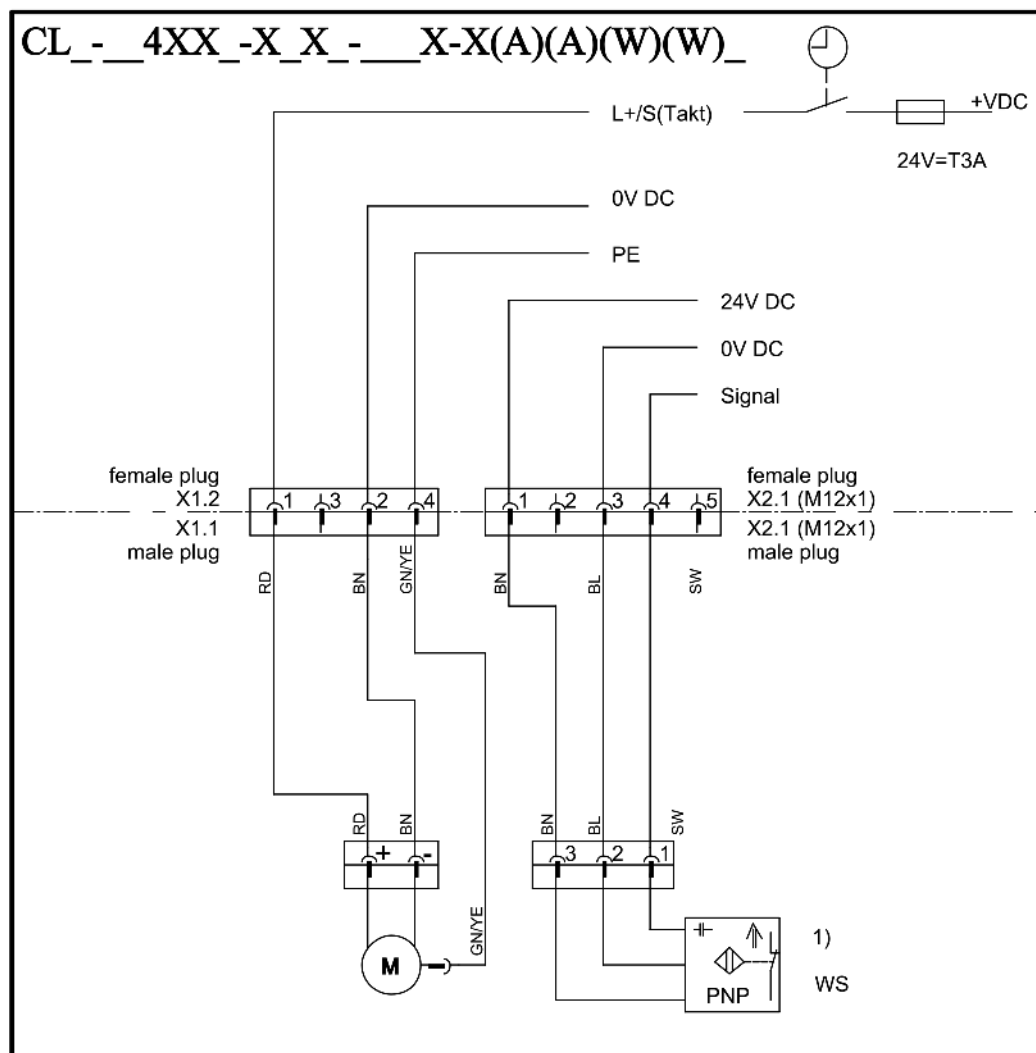 CL_-__4XX_-X_X_-___X-X(A)(A)(W)(W)_
L+/S(Takt)
+VDC
24V=T3A
0V DC
PE
24V DC
0V DC
Signal
female plug
X1.2
X1.1
male plug
1 3 2 4
1 2 3 4 5
female plug
X2.1 (M12x1)
X2.1 (M12x1)
male plug
RD
BN
GN/YE
BN
BL
SW
RD
BN
BN
BL
SW
+ -
3 2 1
GN/YE
M
PNP
1)
WS